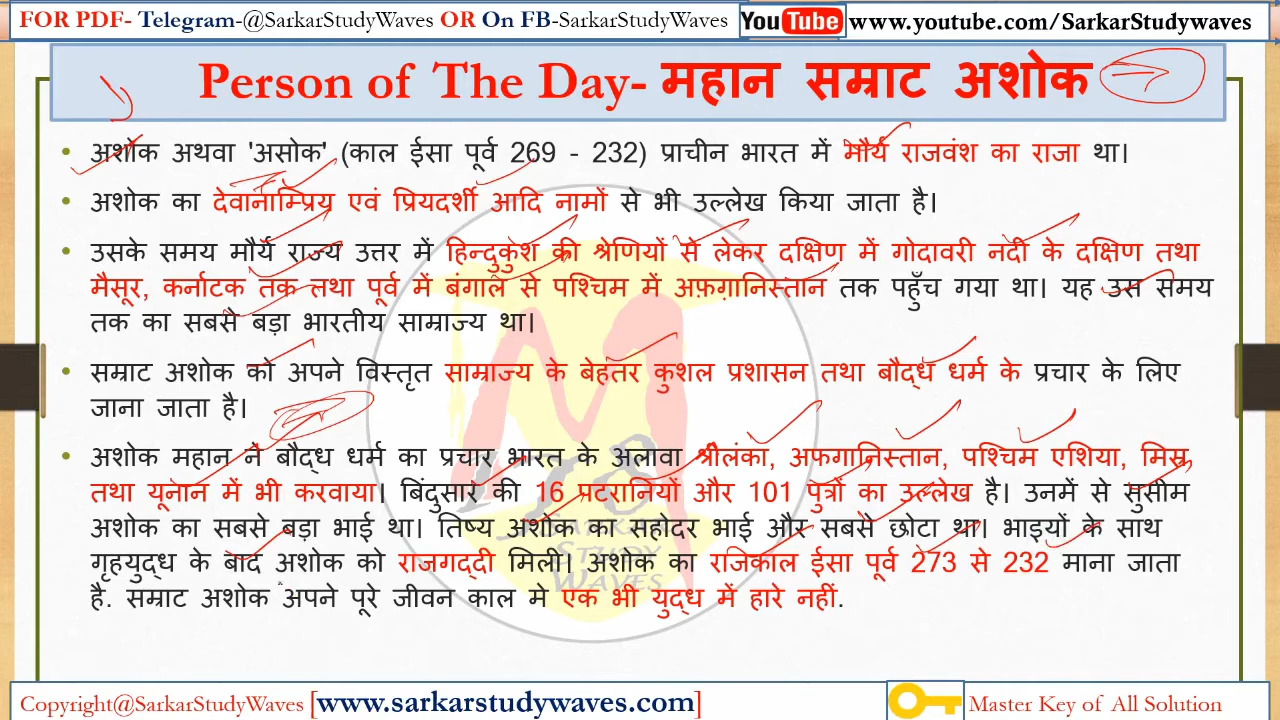 FOR PDF- Telegram-@SarkarStudyWaves OR On FB-SarkarStudyWaves YouTube www.youtube.com/SarkarStudywaves
Person of The Day- महान सम्राट अशोक
• अशोक अथवा 'असोक' (काल ईसा पूर्व 269 - 232) प्राचीन भारत में मौर्य राजवंश का राजा था।
• अशोक का देवानाम्प्रिय एवं प्रियदर्शी आदि नामों से भी उल्लेख किया जाता है।
• उसके समय मौर्य राज्य उत्तर में हिन्दुकुश की श्रेणियों से लेकर दक्षिण में गोदावरी नदी के दक्षिण तथा
मैसूर, कर्नाटक तक तथा पूर्व में बंगाल से पश्चिम में अफ़ग़ानिस्तान तक पहुँच गया था। यह उस समय
तक का सबसे बड़ा भारतीय साम्राज्य था।
• सम्राट अशोक को अपने विस्तृत साम्राज्य के बेहतर कुशल प्रशासन तथा बौद्ध धर्म के प्रचार के लिए
जाना जाता है।
• अशोक महान ने बौद्ध धर्म का प्रचार भारत के अलावा श्रीलंका, अफगानिस्तान, पश्चिम एशिया, मिस्र
तथा यूनान में भी करवाया। बिंदुसार की 16 पटरानियों और 101 पुत्रों का उल्लेख है। उनमें से सुसीम
अशोक का सबसे बड़ा भाई था। तिष्य अशोक का सहोदर भाई और सबसे छोटा था। भाइयों के साथ
गृहयुद्ध के बाद अशोक को राजगद्दी मिली। अशोक का राजिकाल ईसा पूर्व 273 से 232 माना जाता
है. सम्राट अशोक अपने पूरे जीवन काल मे एक भी युद्ध में हारे नहीं.
SARKAR
STUDY
WAVES
Copyright@SarkarStudyWaves [www.sarkarstudywaves.com] Master Key of All Solution